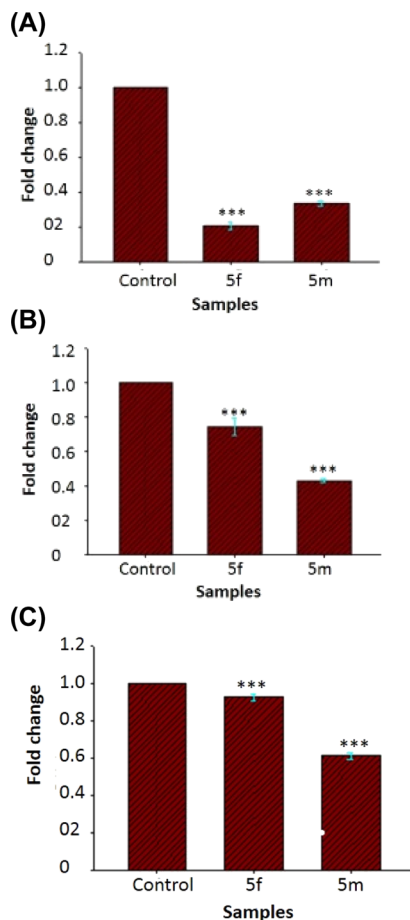 (A)
1.2
1.0
0.8
0.6
0.4
02
0
Fold change
***
***
Control 5f 5m
Samples
(B)
1.2
1.0
0.8
0.6
0.4
02
0
Fold change
***
***
Control 5f 5m
Samples
(C)
1.2
1.0
0.8
0.6
0.4
02
0
Fold change
***
***
Control 5f 5m
Samples